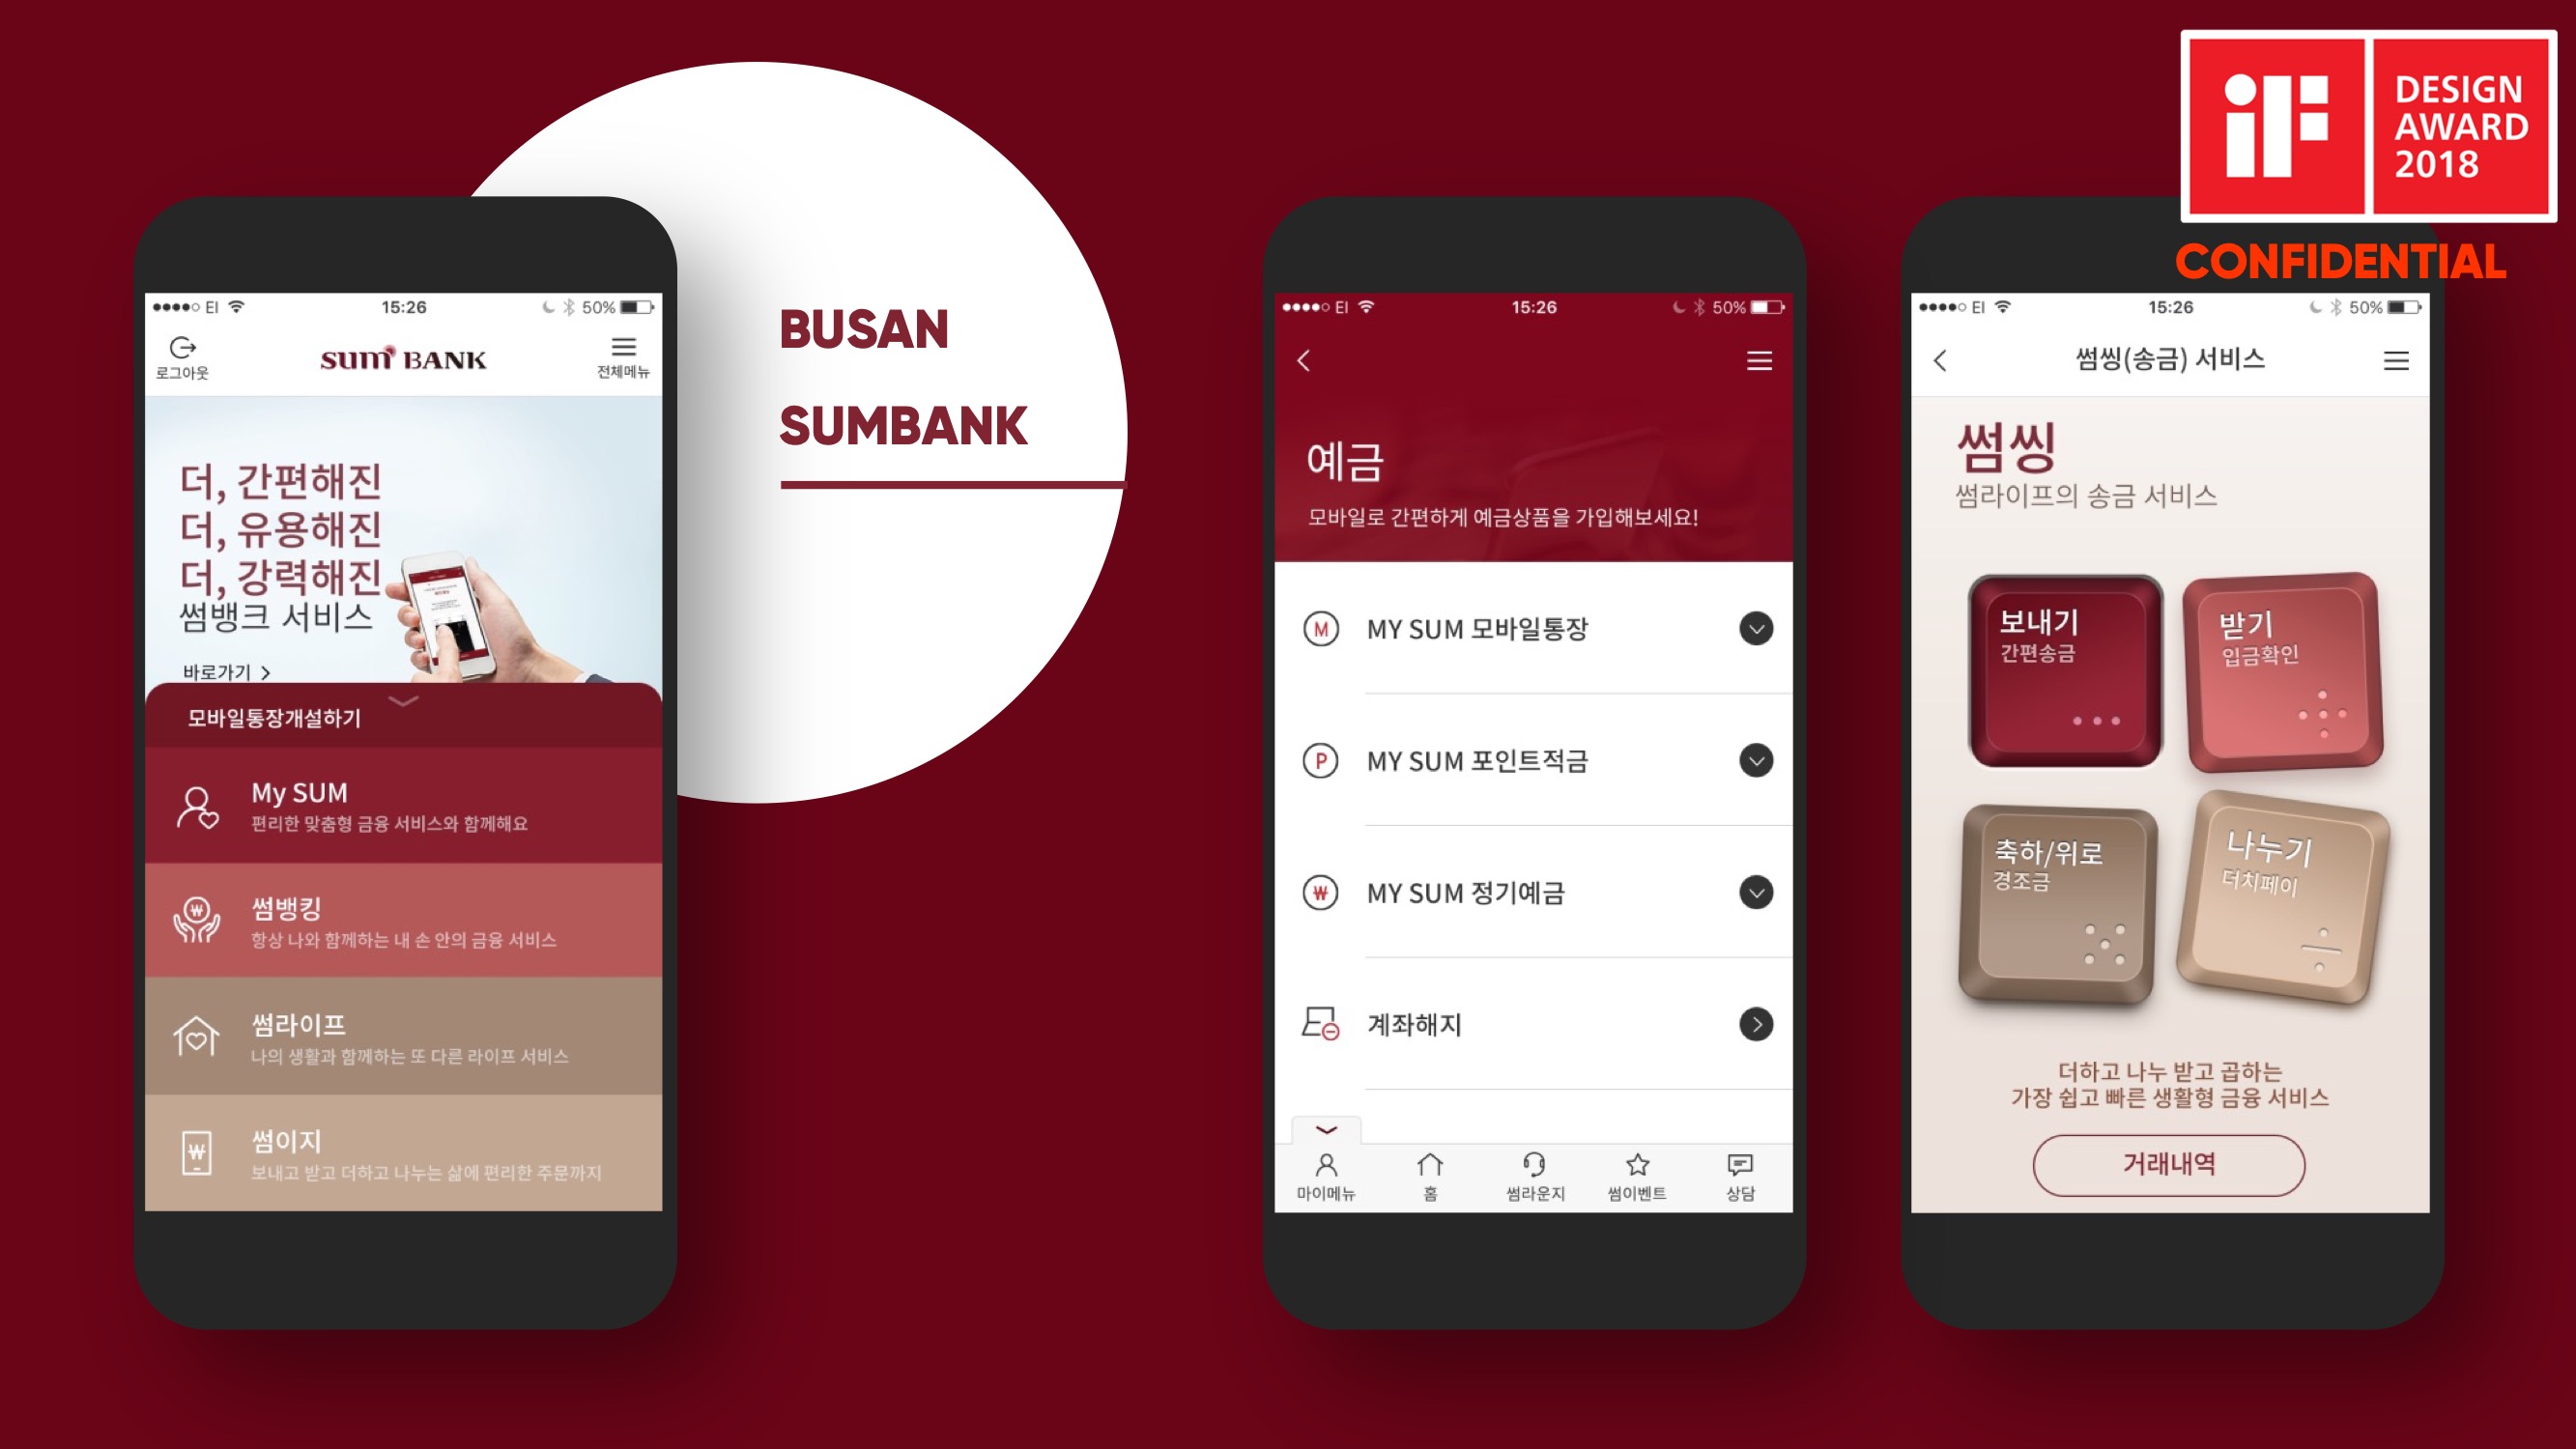 iF
DESIGN
AWARD
2018
CONFIDENTIAL
BUSAN
SUMBANK
EI
15:26
50%
로그아웃
sum BANK
전체메뉴
더, 간편해진
더, 유용해진
더, 강력해진
썸뱅크 서비스
바로가기
모바일통장개설하기
My SUM
편리한 맞춤형 금융 서비스와 함께해요
썸뱅킹
항상 나와 함께하는 내 손 안의 금융 서비스
썸라이프
나의 생활과 함께하는 또 다른 라이프 서비스
썸이지
보내고 받고 더하고 나누는 삶에 편리한 주문까지
EI
15:26
50%
예금
모바일로 간편하게 예금상품을 가입해보세요!
M
MY SUM 모바일통장
P
MY SUM 포인트적금
₩
MY SUM 정기예금
계좌해지
마이메뉴
홈
썸라운지
썸이벤트
상담
EI
15:26
50%
썸씽(송금) 서비스
썸씽
썸라이프의 송금 서비스
보내기
간편송금
받기
입금확인
축하/위로
경조금
나누기
더치페이
더하고 나누 받고 곱하는
가장 쉽고 빠른 생활형 금융 서비스
거래내역